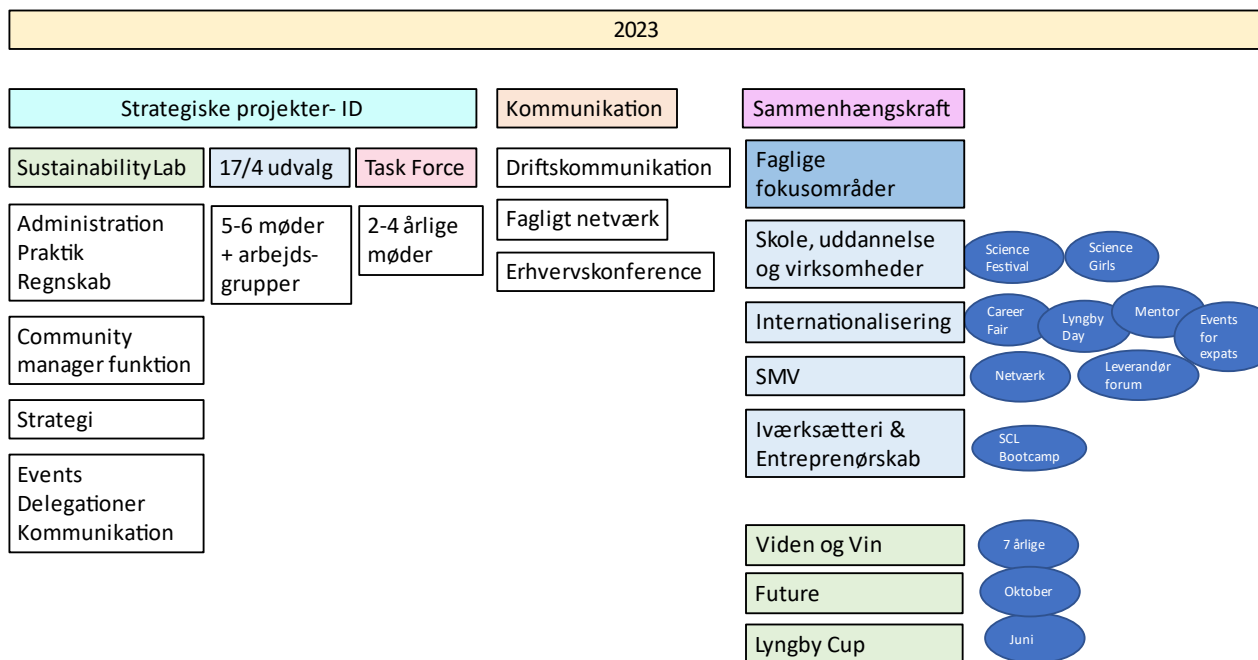 2023
Strategiske projekter- ID
Kommunikation
Sammenhængskraft
SustainabilityLab
17/4 udvalg
Task Force
Administration
Praktik
Regnskab
5-6 møder
+ arbejds-
grupper
2-4 årlige
møder
Community
manager funktion
Strategi
Events
Delegationer
Kommunikation
Driftskommunikation
Fagligt netværk
Erhvervskonference
Faglige
fokusområder
Skole, uddannelse
og virksomheder
Science
Festival
Science
Girls
Internationalisering
Career
Fair
Lyngby
Day
Mentor
Events
for
expats
SMV
Netværk
Leverandør
forum
Iværksætteri &
Entreprenørskab
SCL
Bootcamp
Viden og Vin
7 årlige
Future
Oktober
Lyngby Cup
Juni